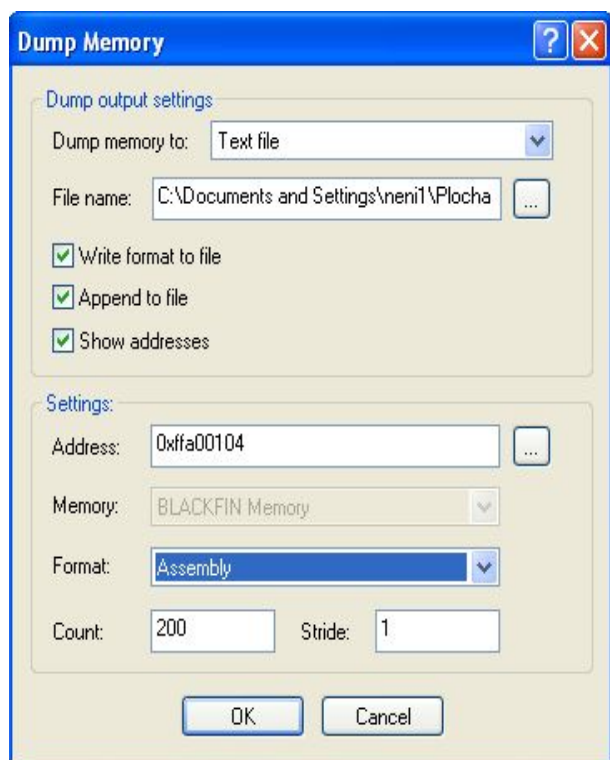 Dump Memory
Dump output settings
Dump memory to: Text file
File name: C:\Documents and Settings\neni1\Plocha ...
Write format to file
Append to file
Show addresses
Settings:
Address: 0xffa00104 ...
Memory: BLACKFIN Memory
Format: Assembly
Count: 200 Stride: 1
OK Cancel